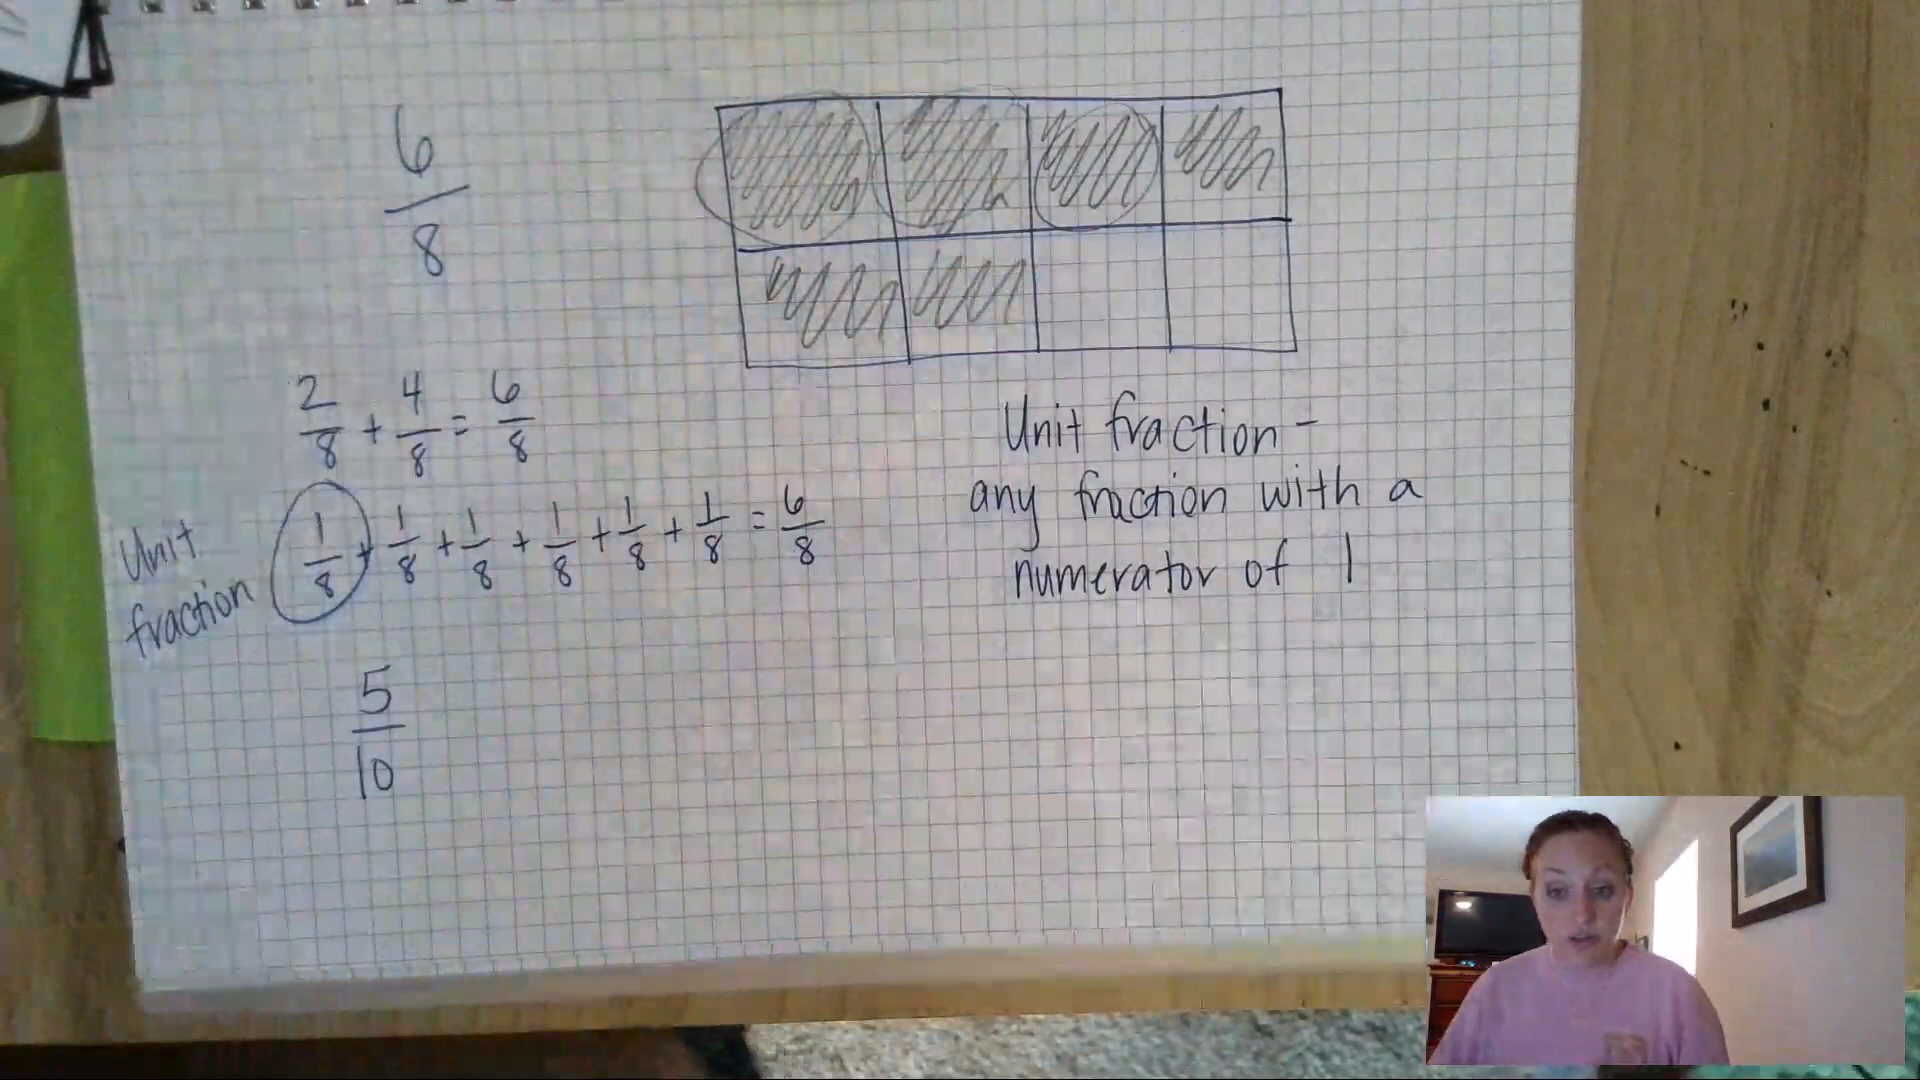 6/8
2/8 + 4/8 = 6/8
Unit fraction 1/8 + 1/8 + 1/8 + 1/8 + 1/8 + 1/8 = 6/8
Unit fraction -
any fraction with a
numerator of 1
5/10